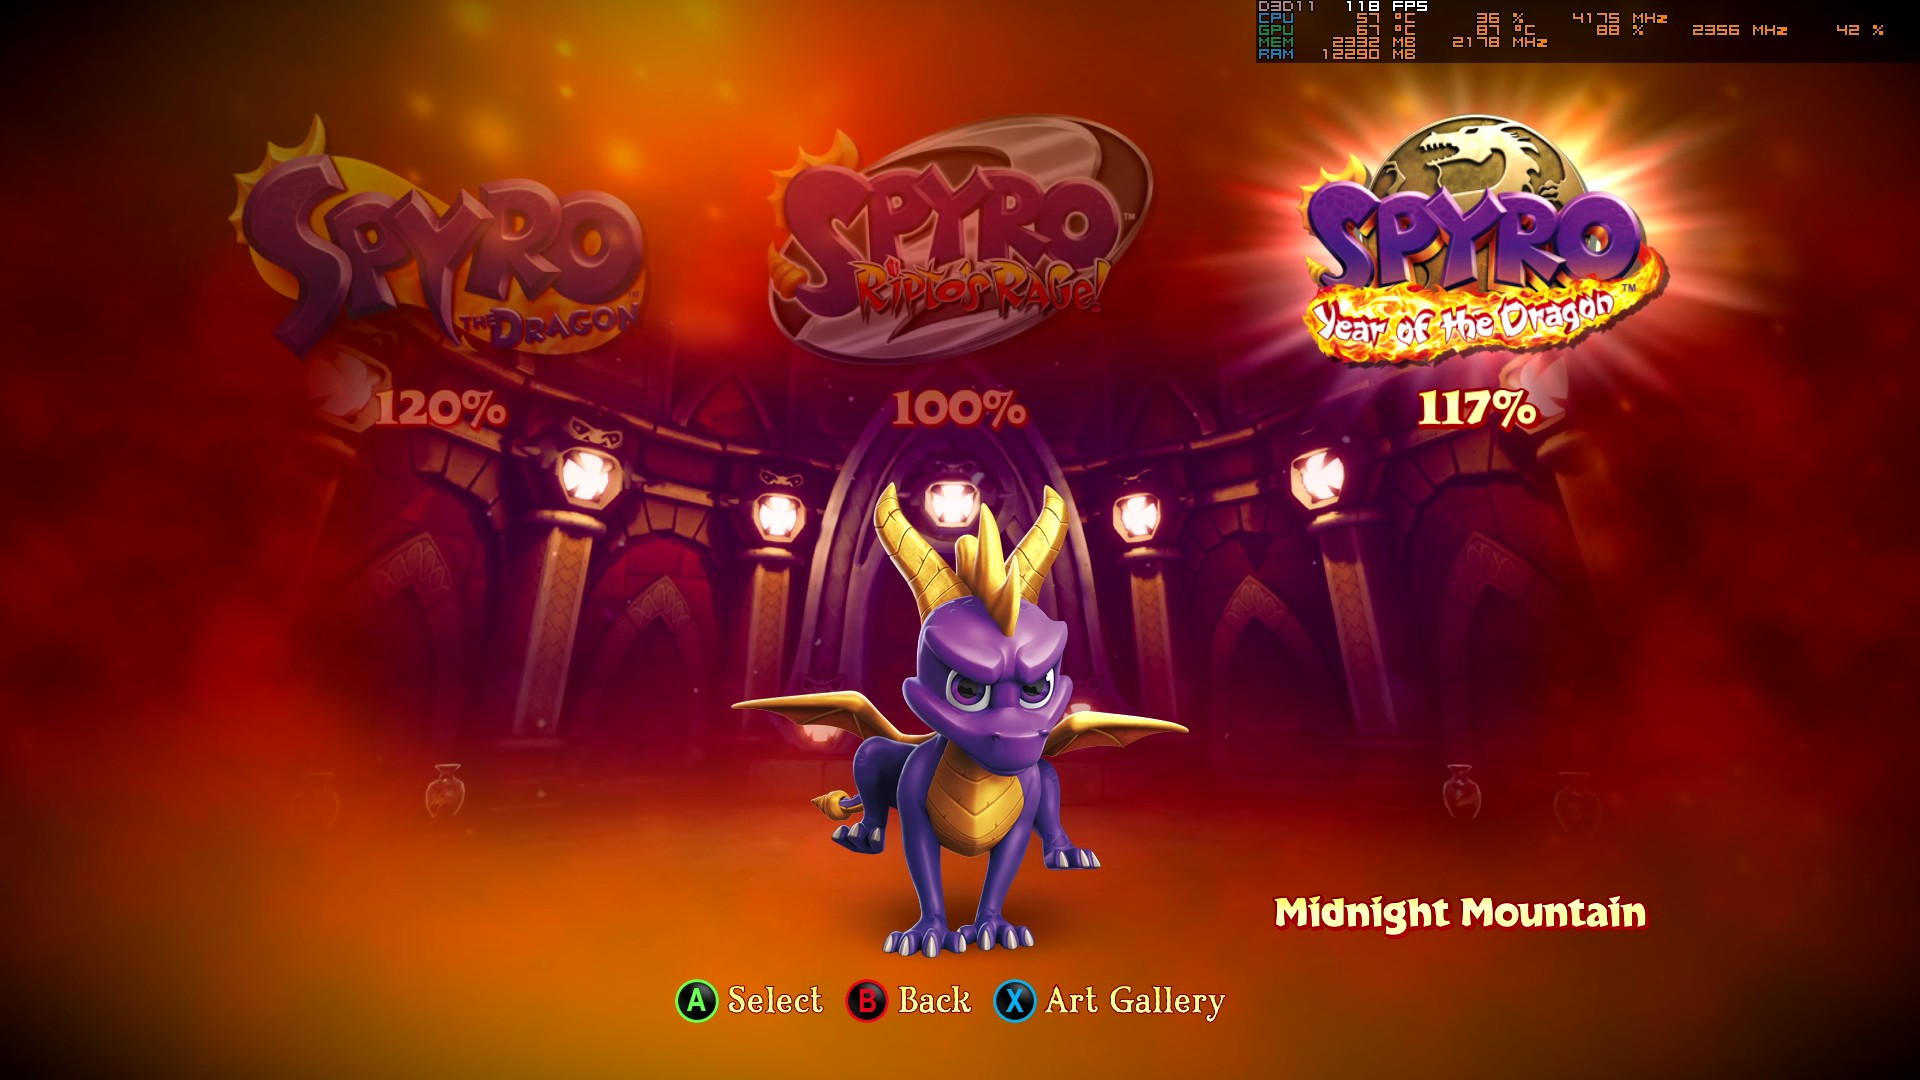 D3D11 118 FPS
CPU 57 °C 36 % 4175 MHz
GPU 67 °C 87 °C 88 % 2356 MHz 42 %
MEM 2332 MB 2178 MHz
RAM 12290 MB
SPYRO
THE DRAGON
SPYRO ™
RIPTO'S RAGE!
SPYRO ™
Year of the Dragon
120%
100%
117%
Midnight Mountain
A Select B Back X Art Gallery